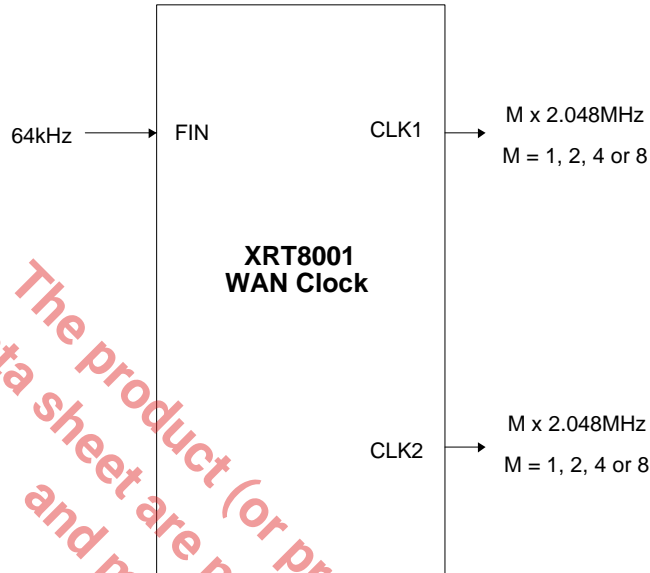 M x 2.048MHz
64kHz
FIN
CLK1
M = 1, 2, 4 or 8
XRT8001
WAN Clock
M x 2.048MHz
CLK2
M = 1, 2, 4 or 8
The product (or
sheet are
and